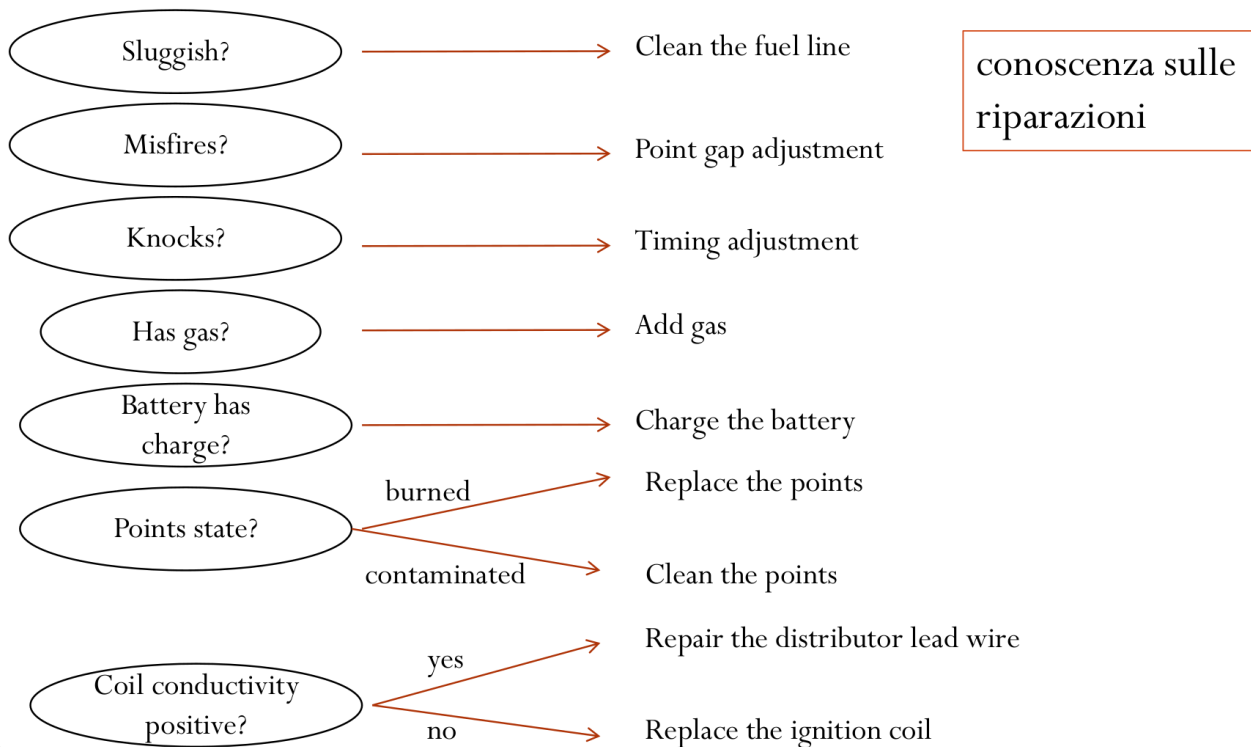 Sluggish?
Clean the fuel line
conoscenza sulle
riparazioni
Misfires?
Point gap adjustment
Knocks?
Timing adjustment
Has gas?
Add gas
Battery has
charge?
Charge the battery
Points state?
burned
Replace the points
contaminated
Clean the points
Coil conductivity
positive?
yes
Repair the distributor lead wire
no
Replace the ignition coil